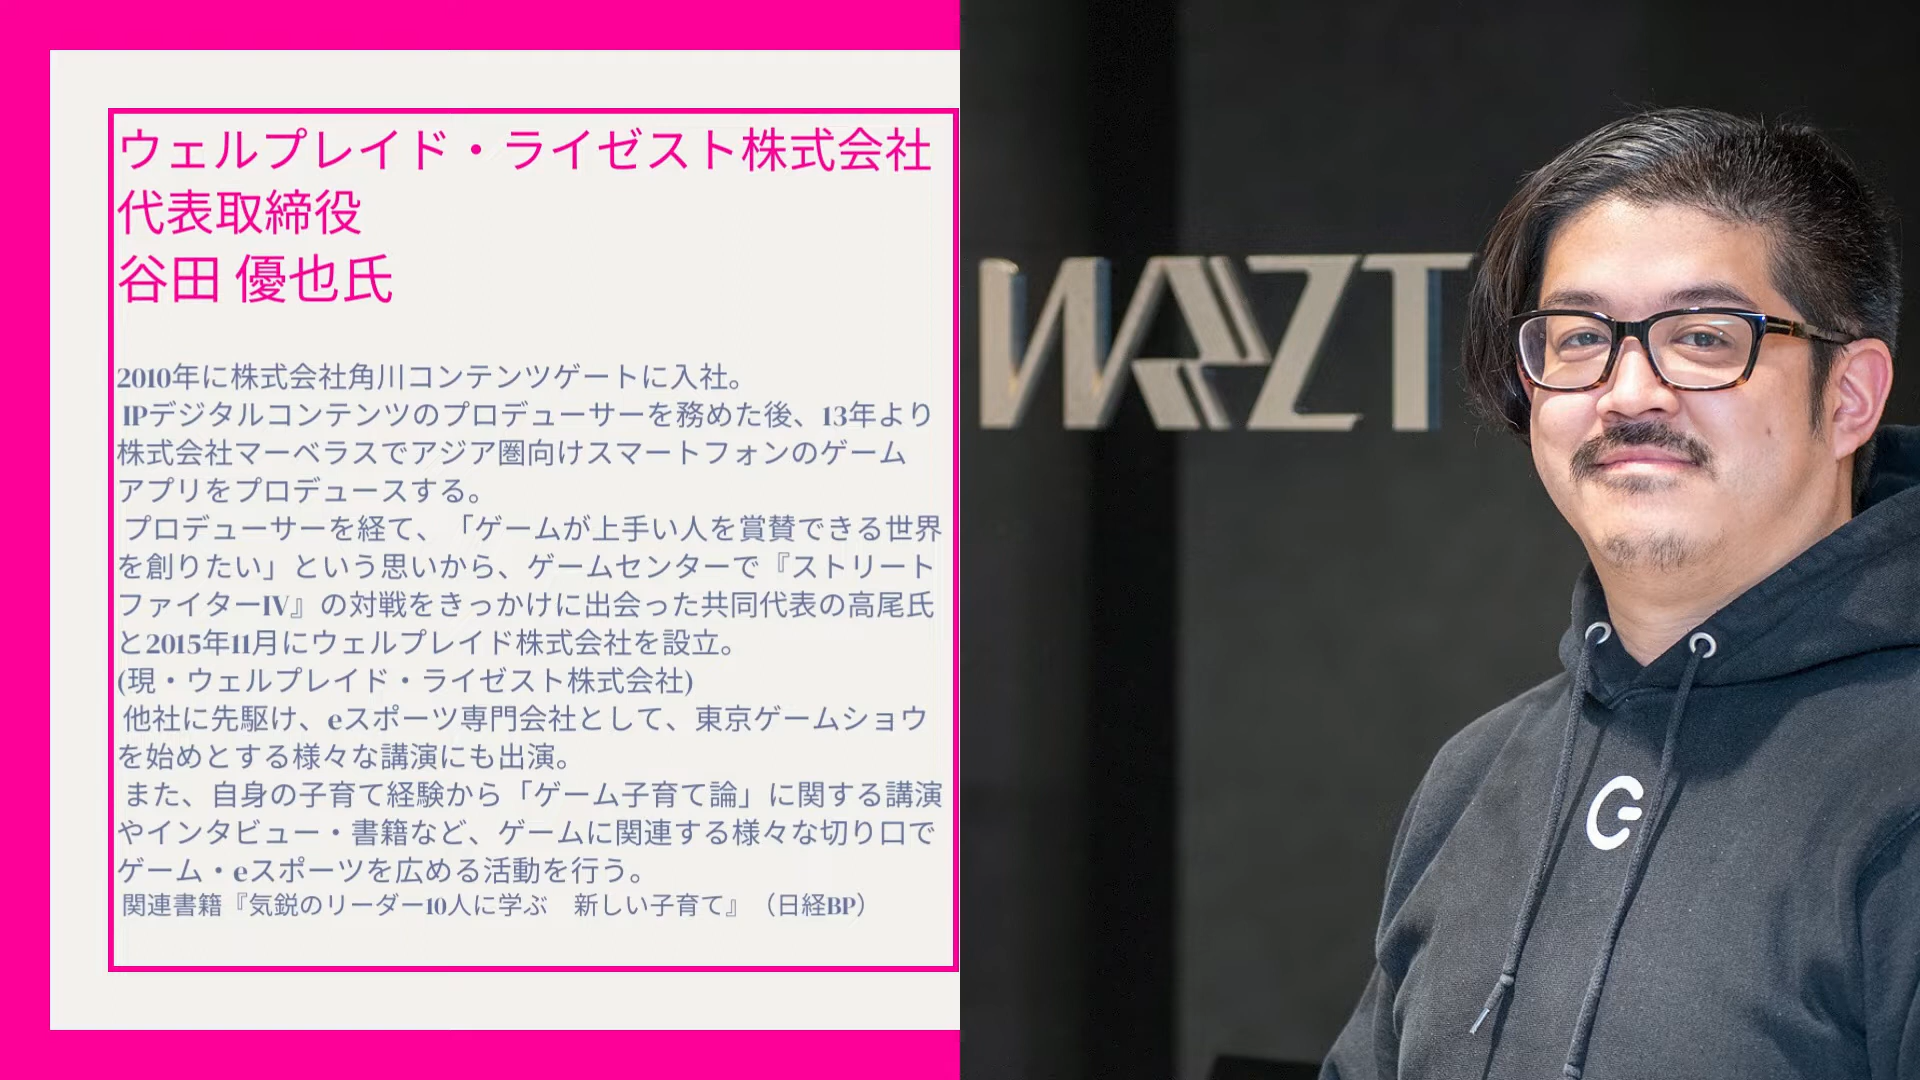 ウェルプレイド・ライゼスト株式会社
代表取締役
谷田 優也氏
2010年に株式会社角川コンテンツゲートに入社。
IPデジタルコンテンツのプロデューサーを務めた後、13年より
株式会社マーベラスでアジア圏向けスマートフォンのゲーム
アプリをプロデュースする。
プロデューサーを経て、「ゲームが上手い人を賞賛できる世界
を創りたい」という思いから、ゲームセンターで『ストリート
ファイターIV』の対戦をきっかけに出会った共同代表の高尾氏
と2015年11月にウェルプレイド株式会社を設立。
(現・ウェルプレイド・ライゼスト株式会社)
他社に先駆け、eスポーツ専門会社として、東京ゲームショウ
を始めとする様々な講演にも出演。
また、自身の子育て経験から「ゲーム子育て論」に関する講演
やインタビュー・書籍など、ゲームに関連する様々な切り口で
ゲーム・eスポーツを広める活動を行う。
関連書籍『気鋭のリーダー10人に学ぶ　新しい子育て』（日経BP）
WRZT